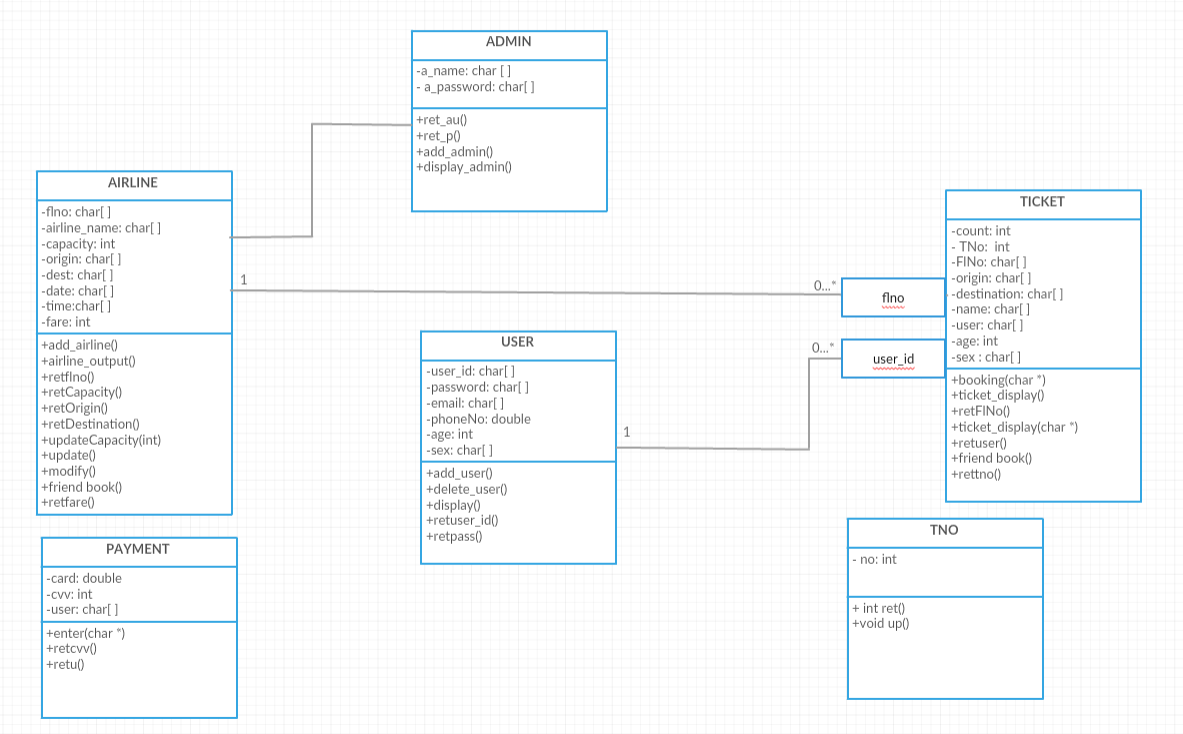 ADMIN
-a_name: char [ ]
- a_password: char[ ]
+ret_au()
+ret_p()
+add_admin()
+display_admin()
AIRLINE
-flno: char[ ]
-airline_name: char[ ]
-capacity: int
-origin: char[ ]
-dest: char[ ]
-date: char[ ]
-time:char[ ]
-fare: int
+add_airline()
+airline_output()
+retflno()
+retCapacity()
+retOrigin()
+retDestination()
+updateCapacity(int)
+update()
+modify()
+friend book()
+retfare()
1
0...*
flno
TICKET
-count: int
- TNo:  int
-FlNo: char[ ]
-origin: char[ ]
-destination: char[ ]
-name: char[ ]
-user: char[ ]
-age: int
-sex : char[ ]
+booking(char *)
+ticket_display()
+retFlNo()
+ticket_display(char *)
+retuser()
+friend book()
+rettno()
0...*
user_id
1
USER
-user_id: char[ ]
-password: char[ ]
-email: char[ ]
-phoneNo: double
-age: int
-sex: char[ ]
+add_user()
+delete_user()
+display()
+retuser_id()
+retpass()
PAYMENT
-card: double
-cvv: int
-user: char[ ]
+enter(char *)
+retcvv()
+retu()
TNO
- no: int
+ int ret()
+void up()